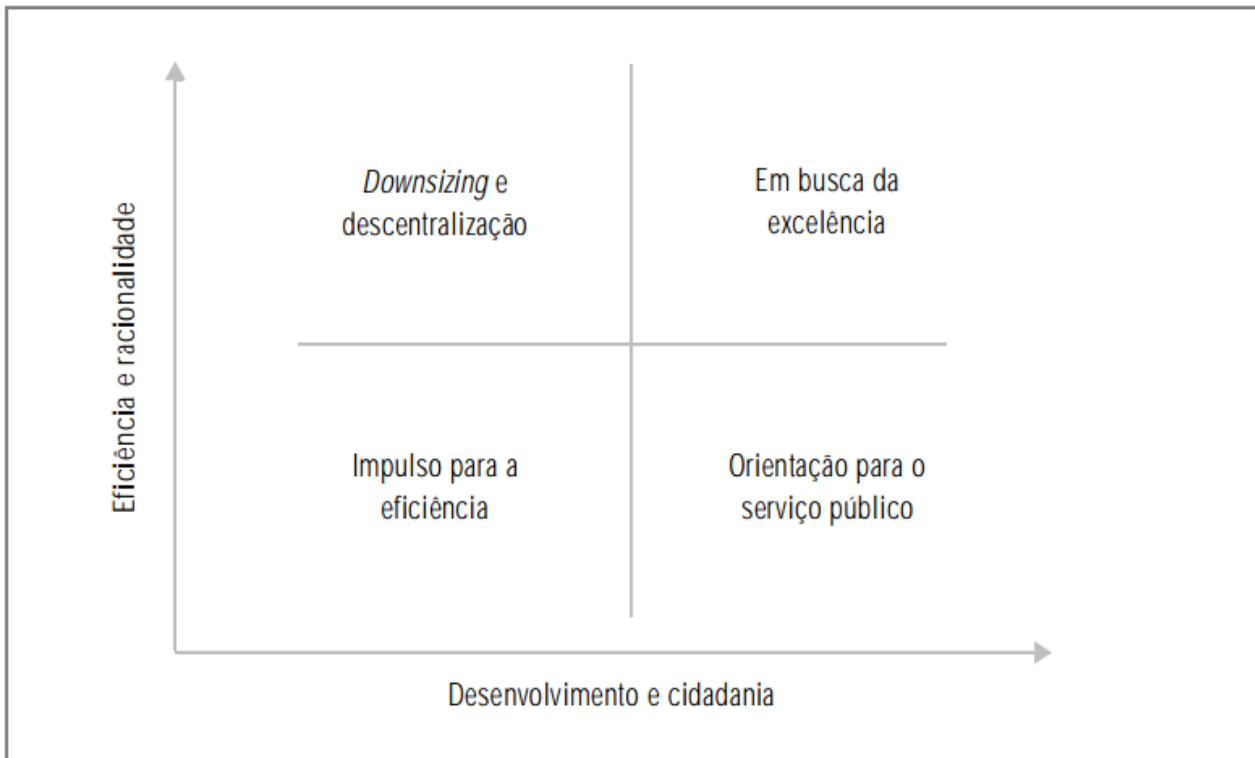 Downsizing e
descentralização
Em busca da
excelência
Eficiência e racionalidade
Impulso para a
eficiência
Orientação para o
serviço público
Desenvolvimento e cidadania